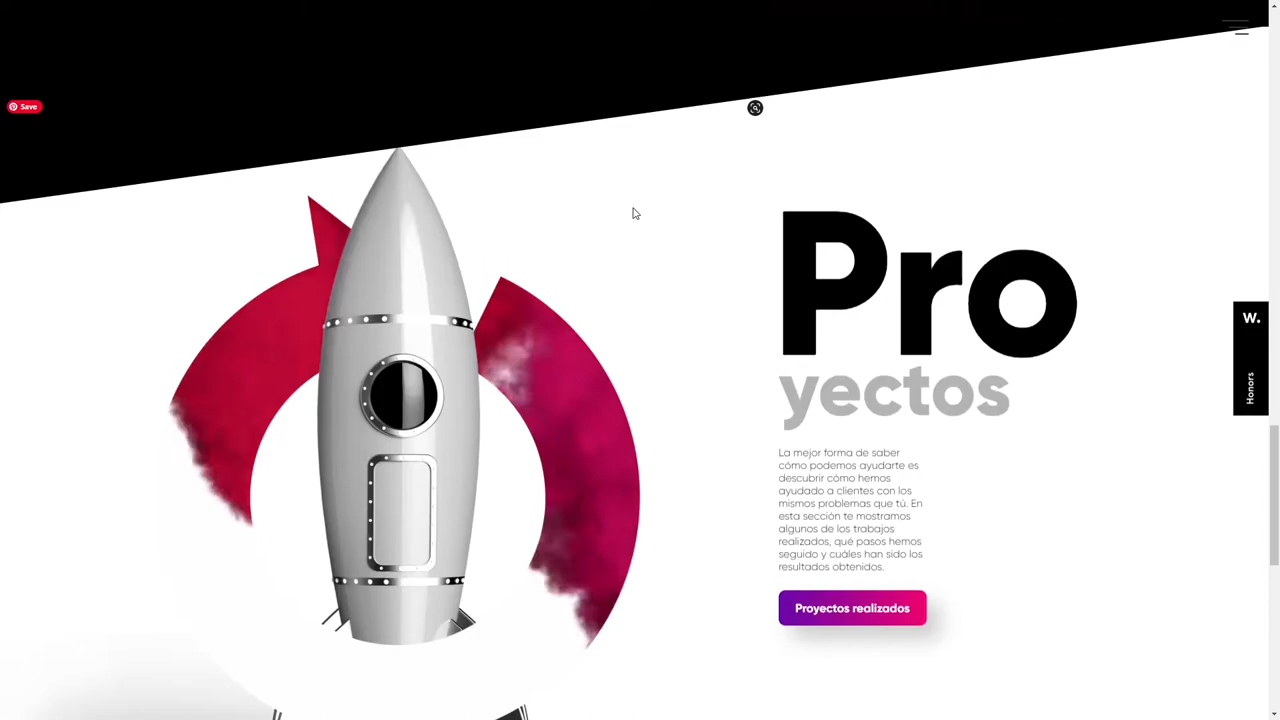 Save
Pro
yectos
W.
Honors
La mejor forma de saber
cómo podemos ayudarte es
descubrir cómo hemos
ayudado a clientes con los
mismos problemas que tú. En
esta sección te mostramos
algunos de los trabajos
realizados, qué pasos hemos
seguido y cuáles han sido los
resultados obtenidos.
Proyectos realizados